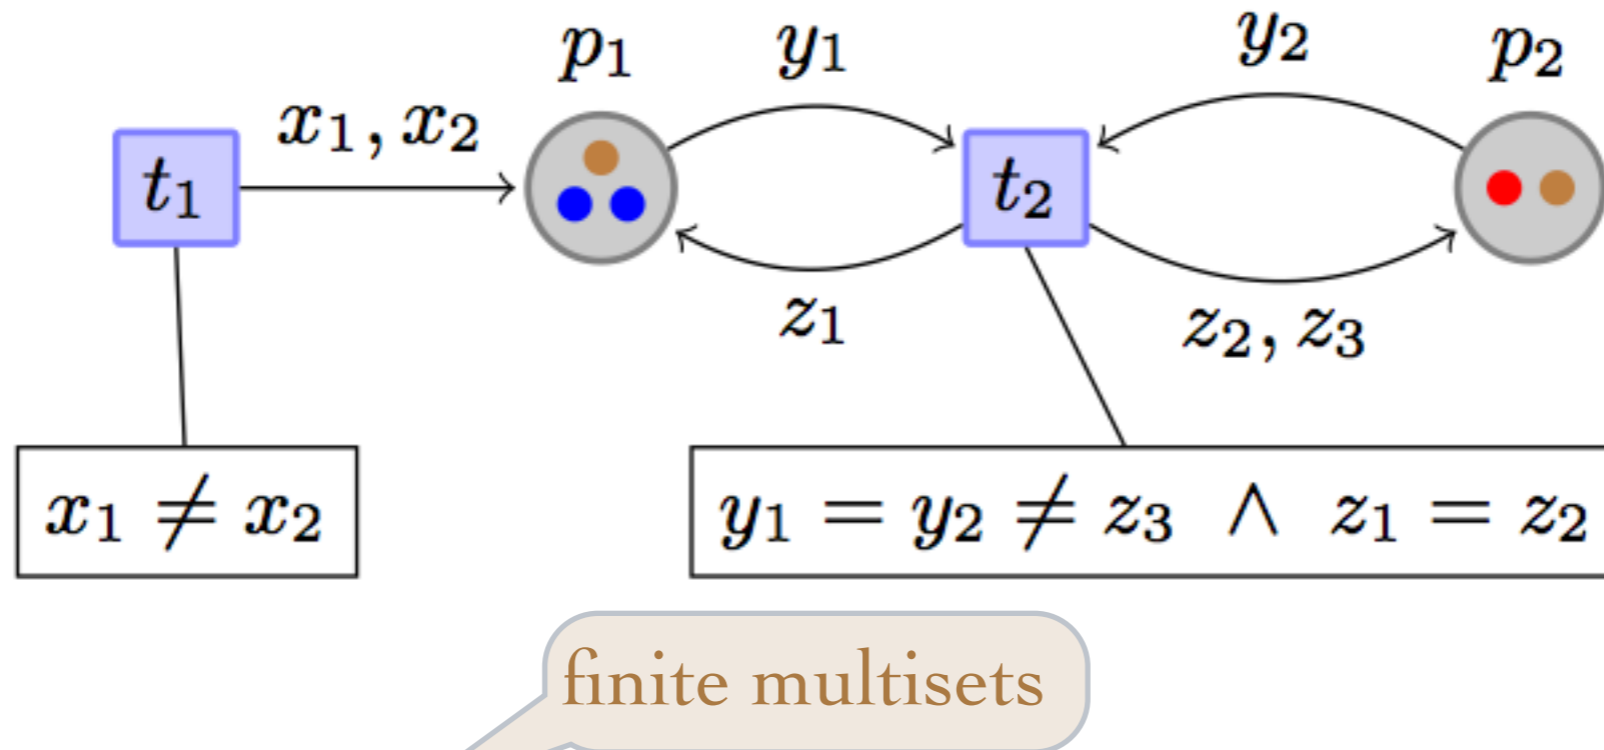 p₁ y₁ y₂ p₂
x₁, x₂
t₁ t₂
z₁ z₂, z₃
x₁ ≠ x₂ y₁ = y₂ ≠ z₃ ∧ z₁ = z₂
finite multisets